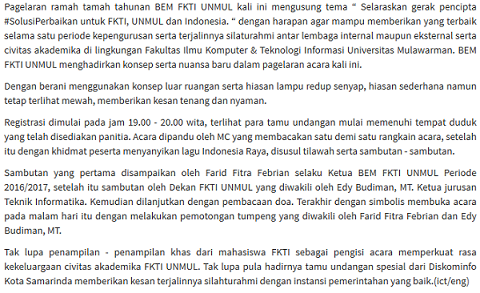 Pagelaran ramah tamah tahunan BEM FKTI UNMUL kali ini mengusung tema “ Selaraskan gerak pencipta
#SolusiPerbaikan untuk FKTI, UNMUL dan Indonesia. “ dengan harapan agar mampu memberikan yang terbaik
selama satu periode kepengurusan serta terjalinnya silaturahmi antar lembaga internal maupun eksternal serta
civitas akademika di lingkungan Fakultas Ilmu Komputer & Teknologi Informasi Universitas Mulawarman. BEM
FKTI UNMUL menghadirkan konsep serta nuansa baru dalam pagelaran acara kali ini.
Dengan berani menggunakan konsep luar ruangan serta hiasan lampu redup senyap, hiasan sederhana namun
tetap terlihat mewah, memberikan kesan tenang dan nyaman.
Registrasi dimulai pada jam 19.00 - 20.00 wita, terlihat para tamu undangan mulai memenuhi tempat duduk
yang telah disediakan panitia. Acara dipandu oleh MC yang membacakan satu demi satu rangkain acara, setelah
itu dengan khidmat peserta menyanyikan lagu Indonesia Raya, disusul tilawah serta sambutan - sambutan.
Sambutan yang pertama disampaikan oleh Farid Fitra Febrian selaku Ketua BEM FKTI UNMUL Periode
2016/2017, setelah itu sambutan oleh Dekan FKTI UNMUL yang diwakili oleh Edy Budiman, MT. Ketua jurusan
Teknik Informatika. Kemudian dilanjutkan dengan pembacaan doa. Terakhir dengan simbolis membuka acara
pada malam hari itu dengan melakukan pemotongan tumpeng yang diwakili oleh Farid Fitra Febrian dan Edy
Budiman, MT.
Tak lupa penampilan - penampilan khas dari mahasiswa FKTI sebagai pengisi acara memperkuat rasa
kekeluargaan civitas akademika FKTI UNMUL. Tak lupa pula hadirnya tamu undangan spesial dari Diskominfo
Kota Samarinda memberikan kesan terjalinnya silahturahmi dengan instansi pemerintahan yang baik.(ict/eng)